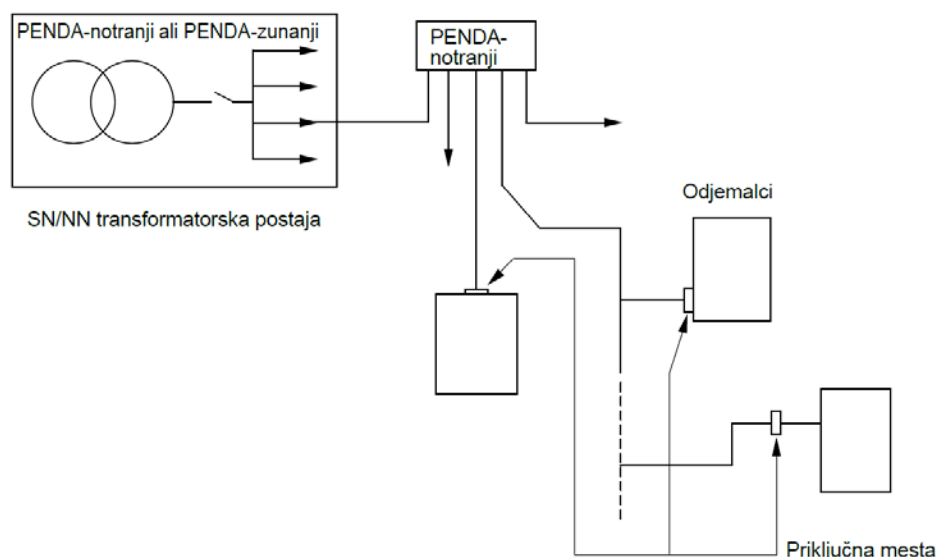 PENDA-notranji ali PENDA-zunanji
PENDA-
notranji
SN/NN transformatorska postaja
Odjemalci
Priključna mesta